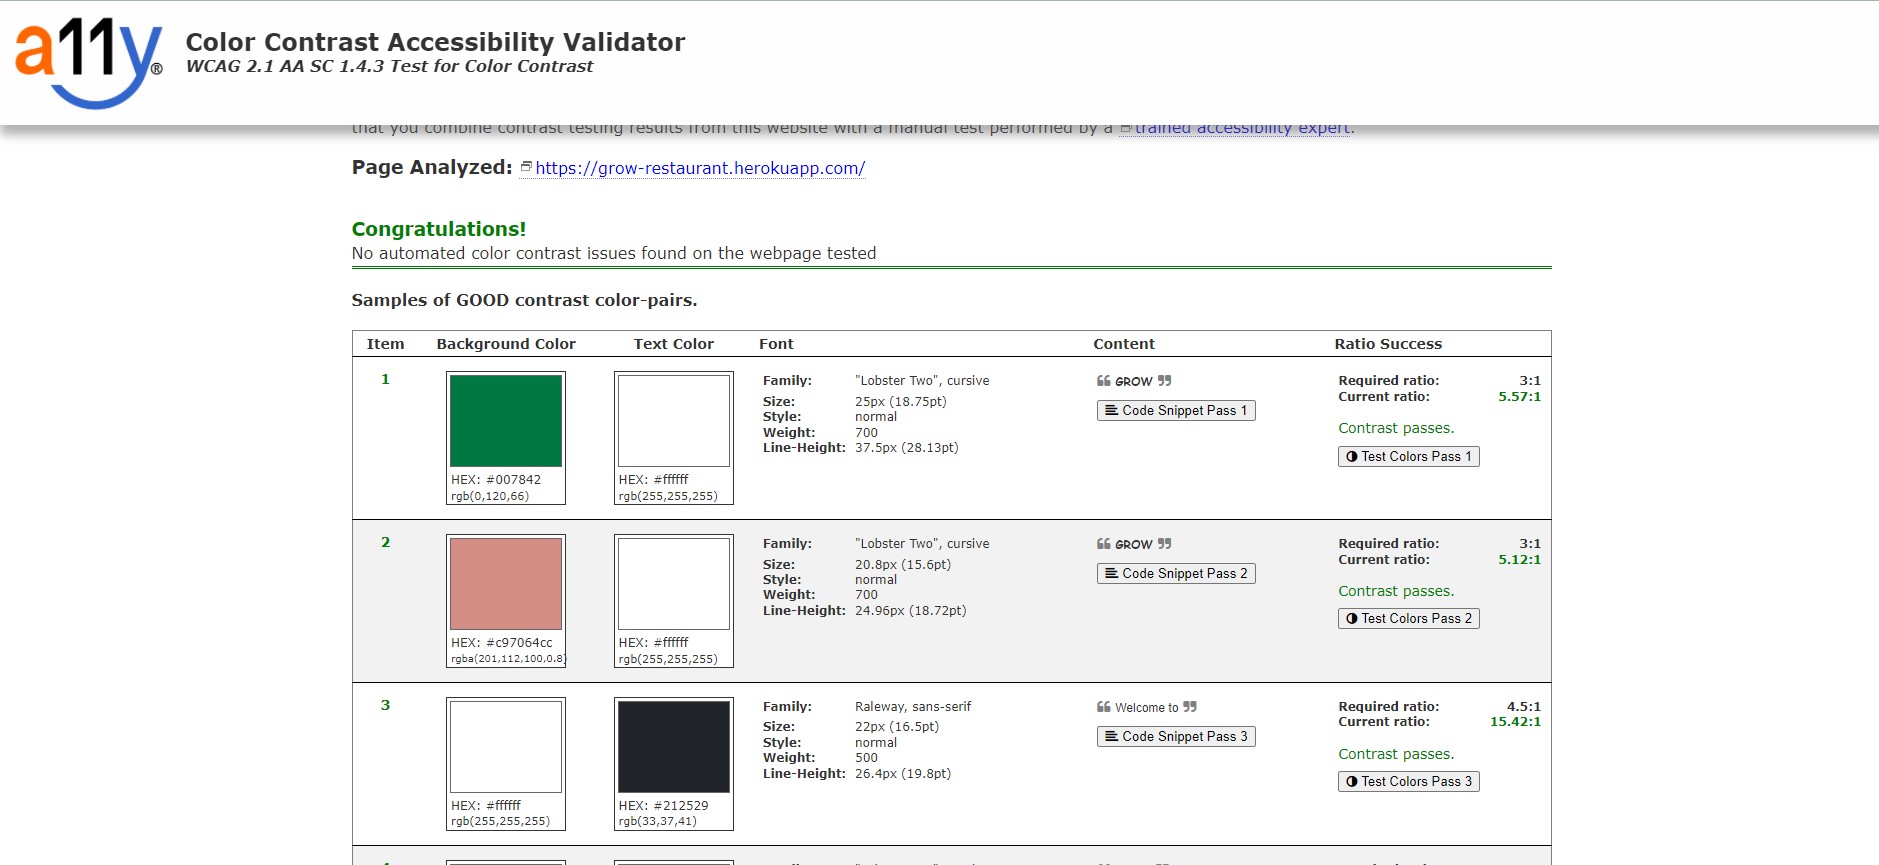 a11y®
Color Contrast Accessibility Validator
WCAG 2.1 AA SC 1.4.3 Test for Color Contrast
that you combine contrast testing results from this website with a manual test performed by a trained accessibility expert.
Page Analyzed: https://grow-restaurant.herokuapp.com/
Congratulations!
No automated color contrast issues found on the webpage tested
Samples of GOOD contrast color-pairs.
Item Background Color Text Color Font Content Ratio Success
1
HEX: #007842
rgb(0,120,66)
HEX: #ffffff
rgb(255,255,255)
Family: "Lobster Two", cursive
Size: 25px (18.75pt)
Style: normal
Weight: 700
Line-Height: 37.5px (28.13pt)
❝ GROW ❞
Code Snippet Pass 1
Required ratio: 3:1
Current ratio: 5.57:1
Contrast passes.
Test Colors Pass 1
2
HEX: #c97064cc
rgba(201,112,100,0.8)
HEX: #ffffff
rgb(255,255,255)
Family: "Lobster Two", cursive
Size: 20.8px (15.6pt)
Style: normal
Weight: 700
Line-Height: 24.96px (18.72pt)
❝ GROW ❞
Code Snippet Pass 2
Required ratio: 3:1
Current ratio: 5.12:1
Contrast passes.
Test Colors Pass 2
3
HEX: #ffffff
rgb(255,255,255)
HEX: #212529
rgb(33,37,41)
Family: Raleway, sans-serif
Size: 22px (16.5pt)
Style: normal
Weight: 500
Line-Height: 26.4px (19.8pt)
❝ Welcome to ❞
Code Snippet Pass 3
Required ratio: 4.5:1
Current ratio: 15.42:1
Contrast passes.
Test Colors Pass 3